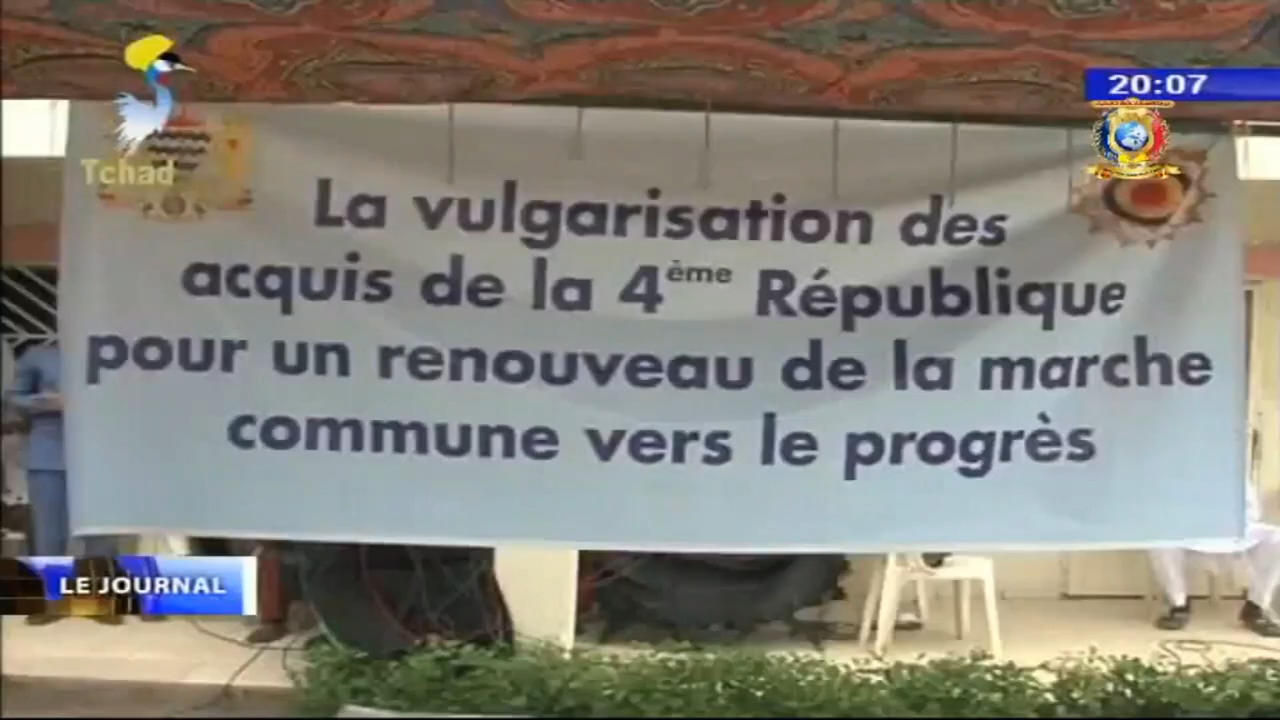 20:07
Tchad
La vulgarisation des
acquis de la 4ème République
pour un renouveau de la marche
commune vers le progrès
LE JOURNAL